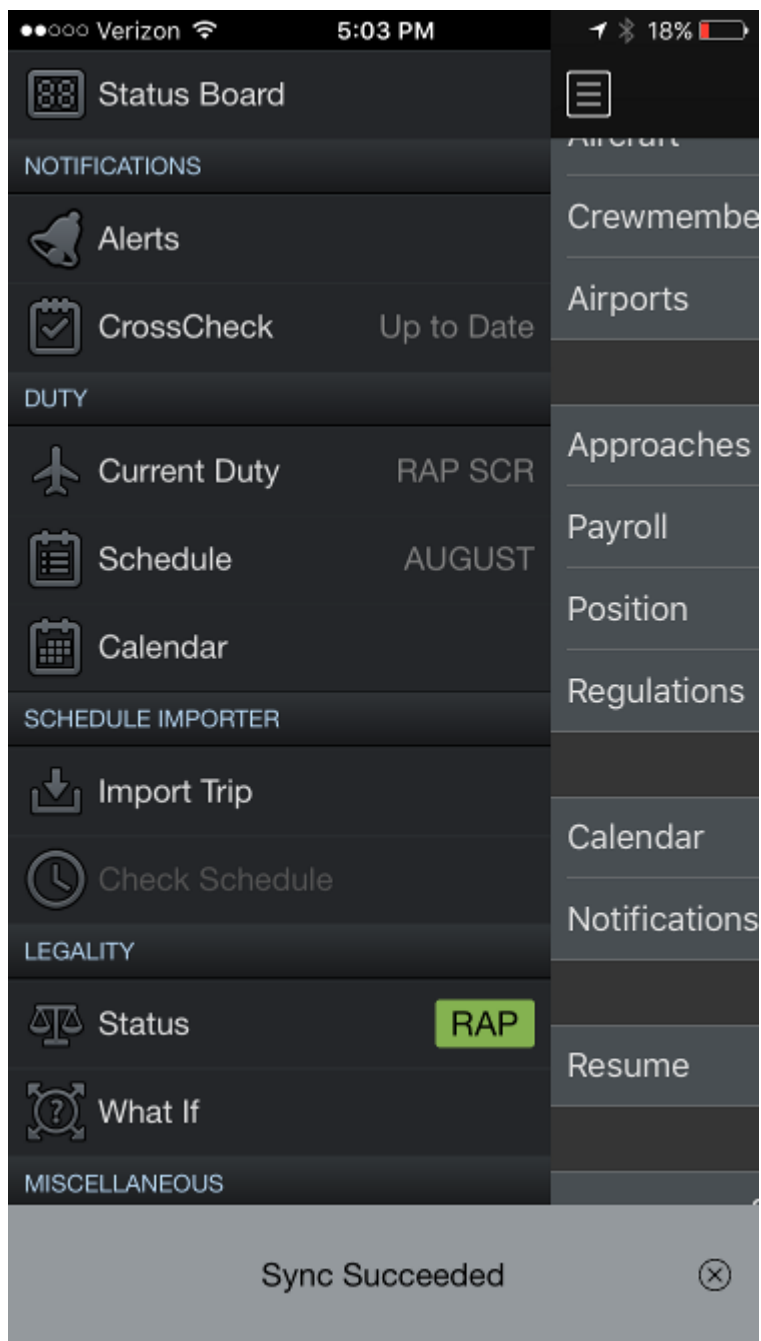 Verizon
5:03 PM
18%
88 Status Board
NOTIFICATIONS
Alerts
CrossCheck Up to Date
DUTY
Current Duty RAP SCR
Schedule AUGUST
Calendar
SCHEDULE IMPORTER
Import Trip
Check Schedule
LEGALITY
Status RAP
? What If
MISCELLANEOUS
Aircraft
Crewmembe
Airports
Approaches
Payroll
Position
Regulations
Calendar
Notifications
Resume
Sync Succeeded